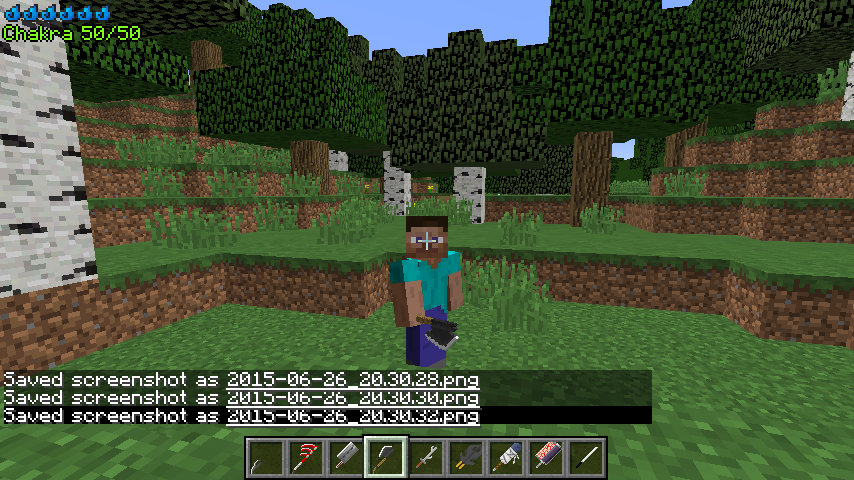 Chakra 50/50
Saved screenshot as 2015-06-26_20.30.28.png
Saved screenshot as 2015-06-26_20.30.30.png
Saved screenshot as 2015-06-26_20.30.32.png